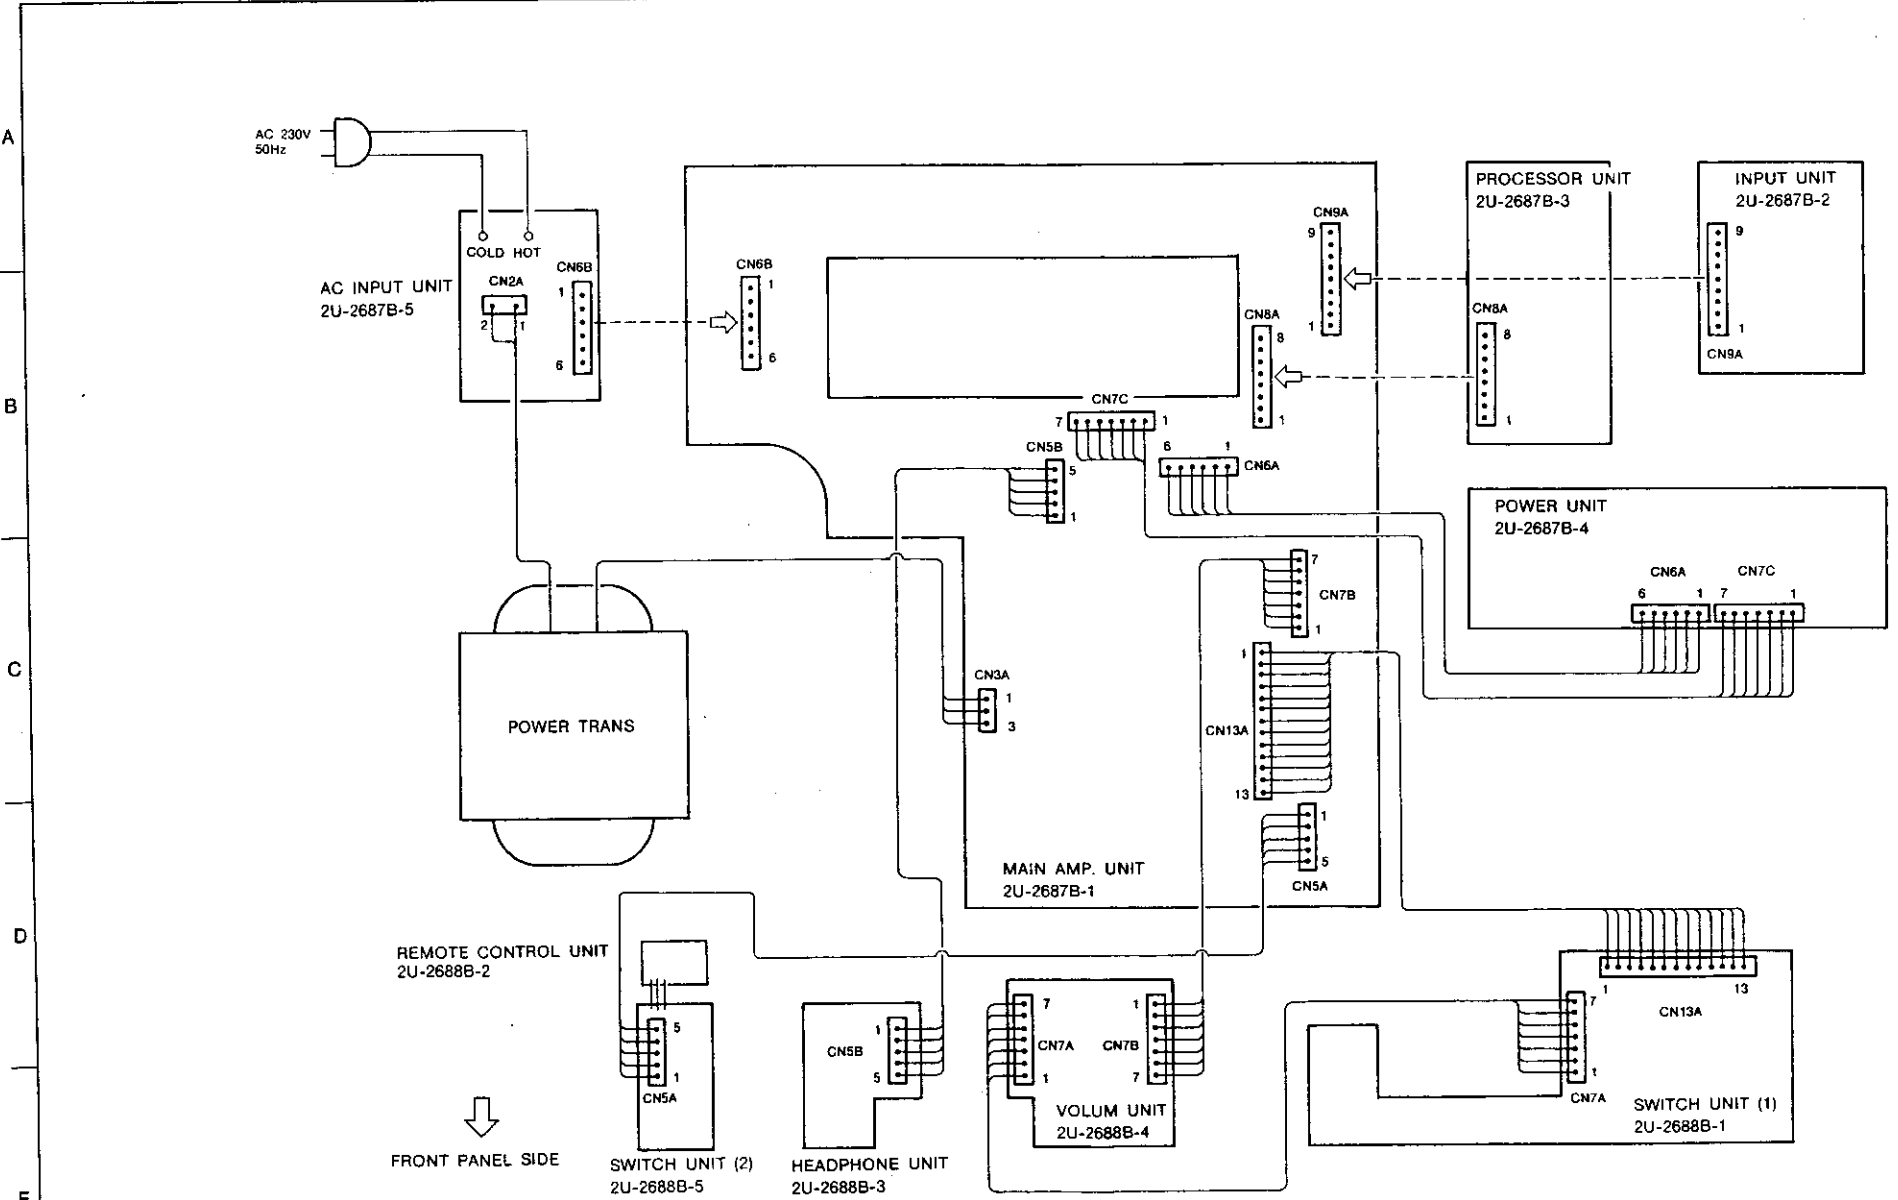 A
B
C
D
E
AC 230V
50Hz
COLD HOT
CN6B
1
6
CN2A
2 1
AC INPUT UNIT
2U-2687B-5
CN6B
1
6
CN9A
9
1
CN8A
8
1
PROCESSOR UNIT
2U-2687B-3
CN8A
8
1
INPUT UNIT
2U-2687B-2
9
1
CN9A
CN7C
7 1
CN5B
5
1
6 1
CN6A
POWER UNIT
2U-2687B-4
CN6A CN7C
6 1 7 1
7
CN7B
1
1
CN13A
13
CN3A
1
3
POWER TRANS
1
5
CN5A
MAIN AMP. UNIT
2U-2687B-1
REMOTE CONTROL UNIT
2U-2688B-2
5
1
CN5A
SWITCH UNIT (2)
2U-2688B-5
FRONT PANEL SIDE
1
CN5B
5
HEADPHONE UNIT
2U-2688B-3
7 1
CN7A CN7B
1 7
VOLUM UNIT
2U-2688B-4
1 13
CN13A
7
1
CN7A
SWITCH UNIT (1)
2U-2688B-1